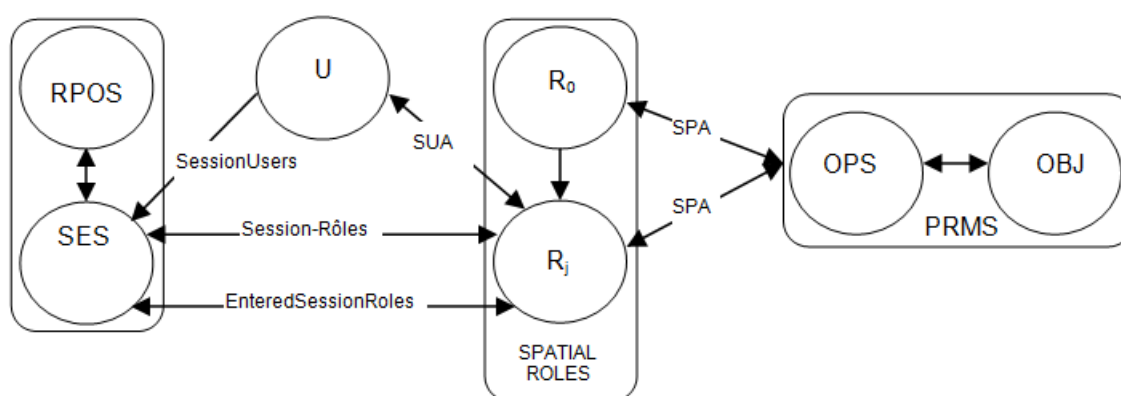 RPOS
U
R₀
SPA
SUA
SessionUsers
OPS
OBJ
SES
Session-Rôles
SPA
PRMS
Rⱼ
EnteredSessionRoles
SPATIAL
ROLES